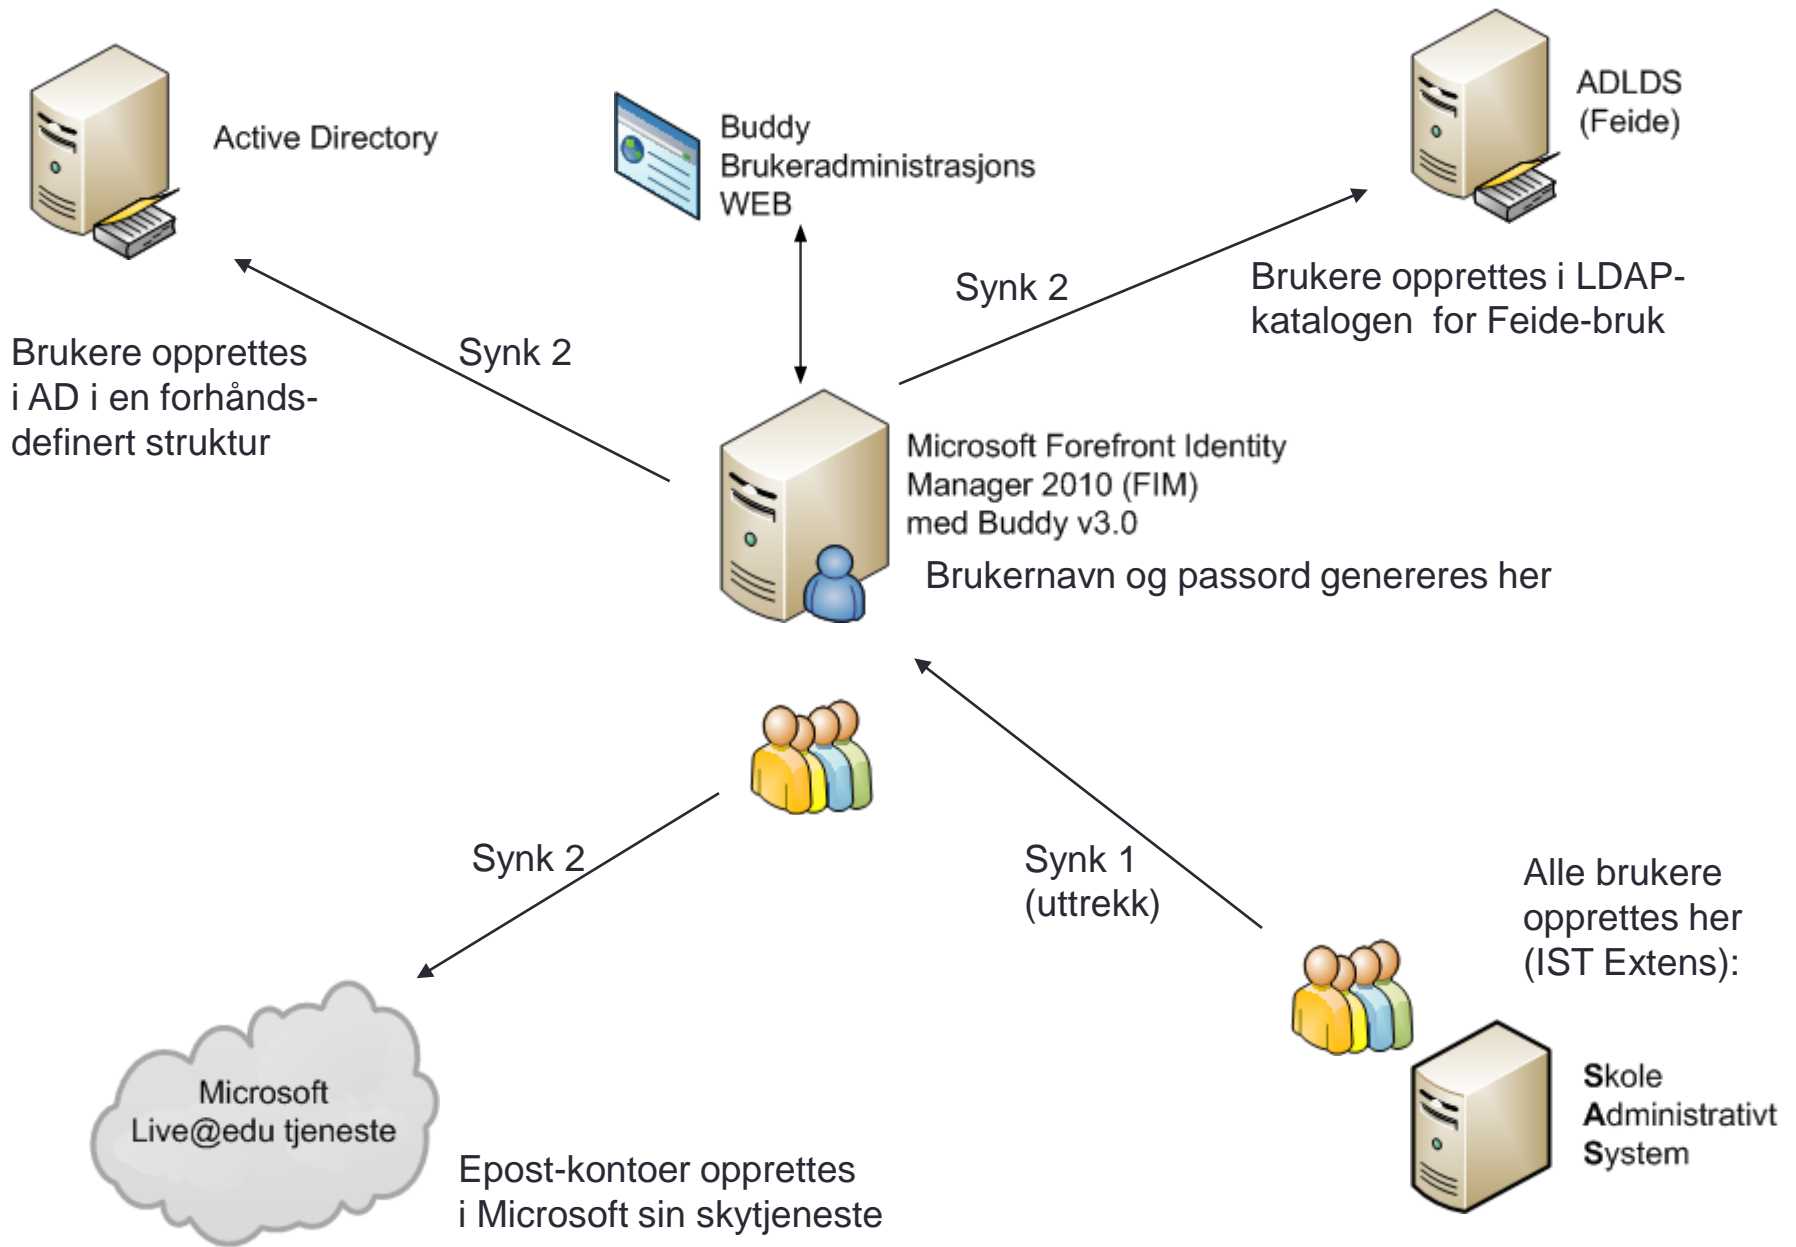 Active Directory
Buddy
Brukeradministrasjons
WEB
ADLDS
(Feide)
Synk 2
Brukere opprettes i LDAP-
katalogen for Feide-bruk
Brukere opprettes
i AD i en forhånds-
definert struktur
Synk 2
Microsoft Forefront Identity
Manager 2010 (FIM)
med Buddy v3.0
Brukernavn og passord genereres her
Synk 2
Synk 1
(uttrekk)
Alle brukere
opprettes her
(IST Extens):
Microsoft
Live@edu tjeneste
Skole
Administrativt
System
Epost-kontoer opprettes
i Microsoft sin skytjeneste